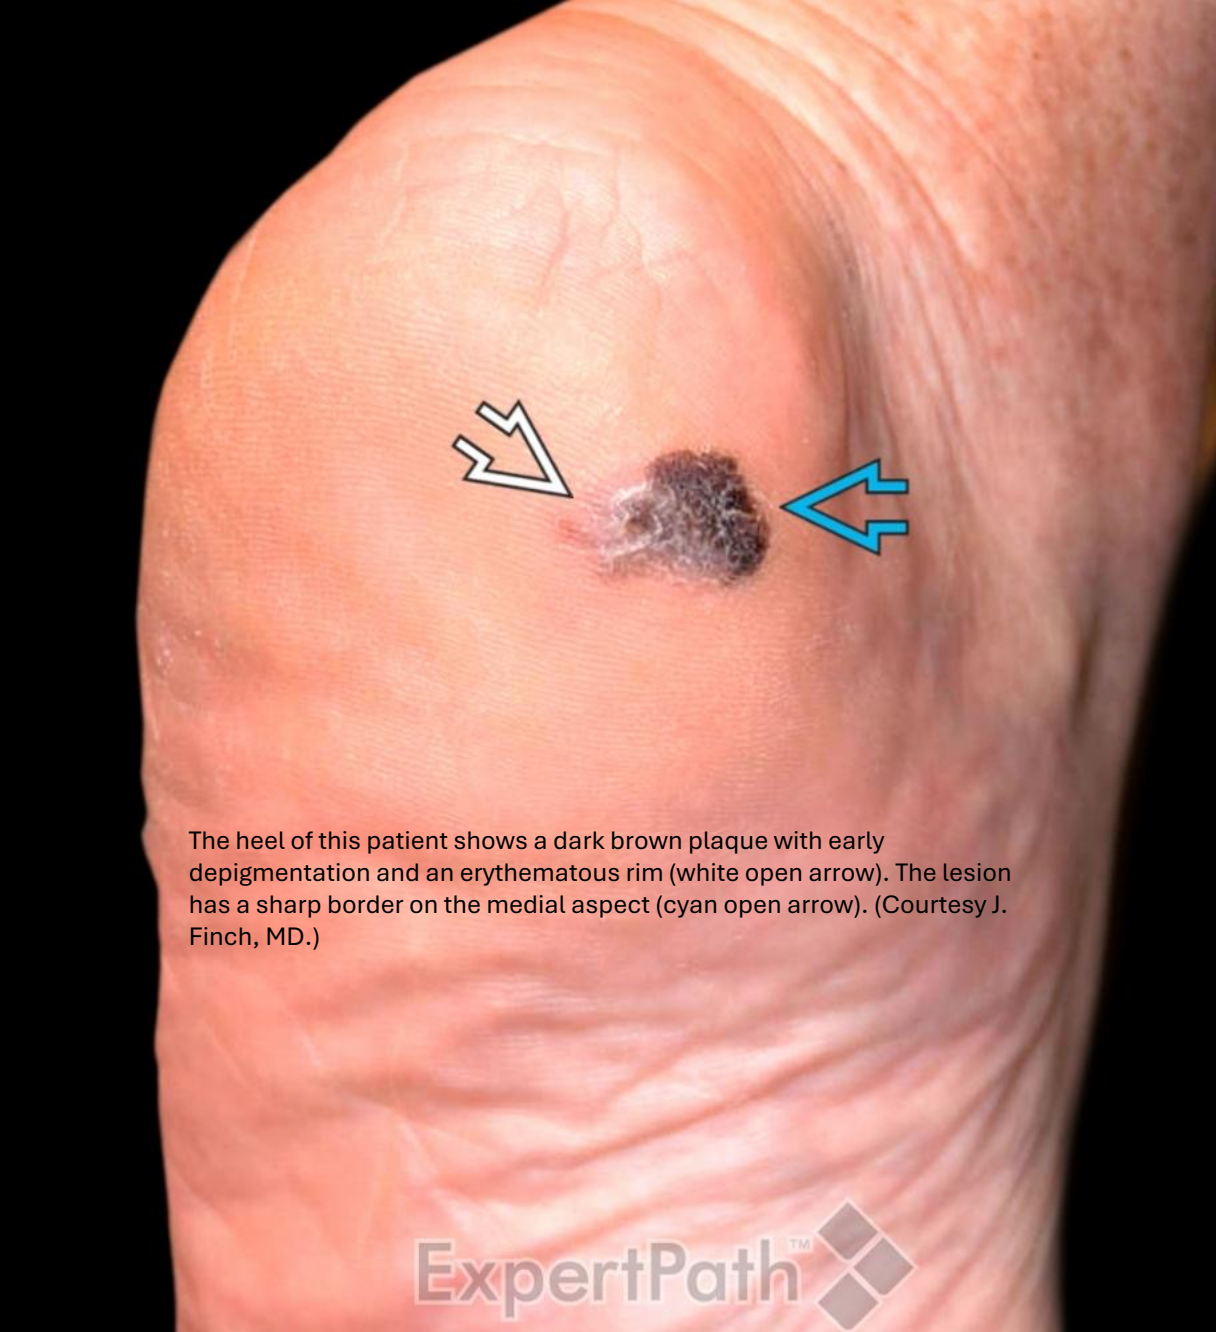 The heel of this patient shows a dark brown plaque with early
depigmentation and an erythematous rim (white open arrow). The lesion
has a sharp border on the medial aspect (cyan open arrow). (Courtesy J.
Finch, MD.)
ExpertPath™